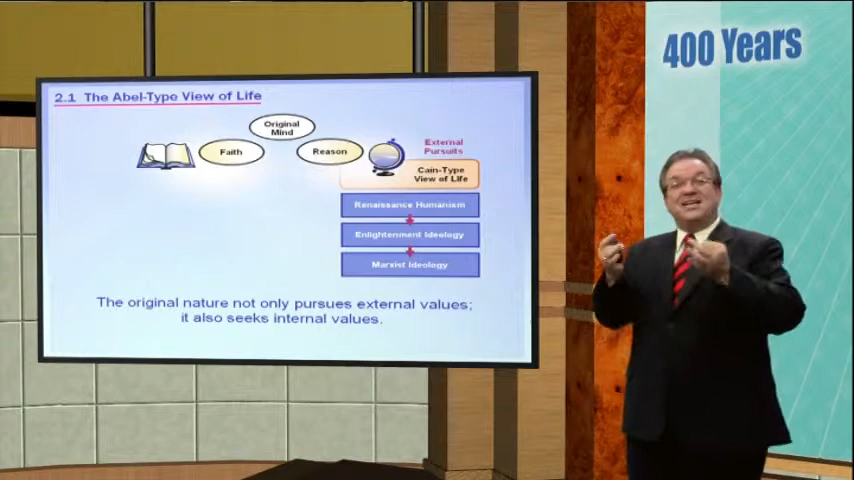 400 Years
2.1 The Abel-Type View of Life
Original
Mind
Faith
Reason
External
Pursuits
Cain-Type
View of Life
Renaissance Humanism
Enlightenment Ideology
Marxist Ideology
The original nature not only pursues external values;
it also seeks internal values.